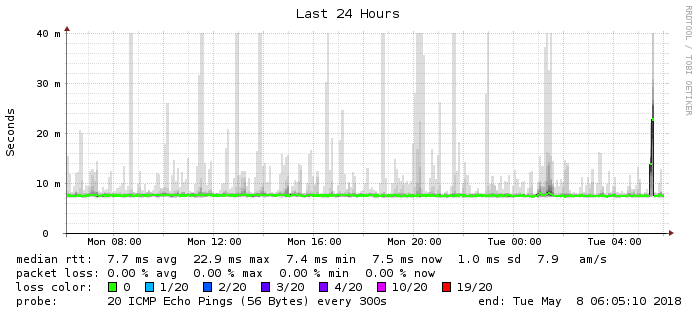 Last 24 Hours
RRDTOOL / TOBI OETIKER
Seconds
40 m
30 m
20 m
10 m
0
Mon 08:00 Mon 12:00 Mon 16:00 Mon 20:00 Tue 00:00 Tue 04:00
median rtt: 7.7 ms avg 22.9 ms max 7.4 ms min 7.5 ms now 1.0 ms sd 7.9 am/s
packet loss: 0.00 % avg 0.00 % max 0.00 % min 0.00 % now
loss color: 0 1/20 2/20 3/20 4/20 10/20 19/20
probe: 20 ICMP Echo Pings (56 Bytes) every 300s end: Tue May 8 06:05:10 2018